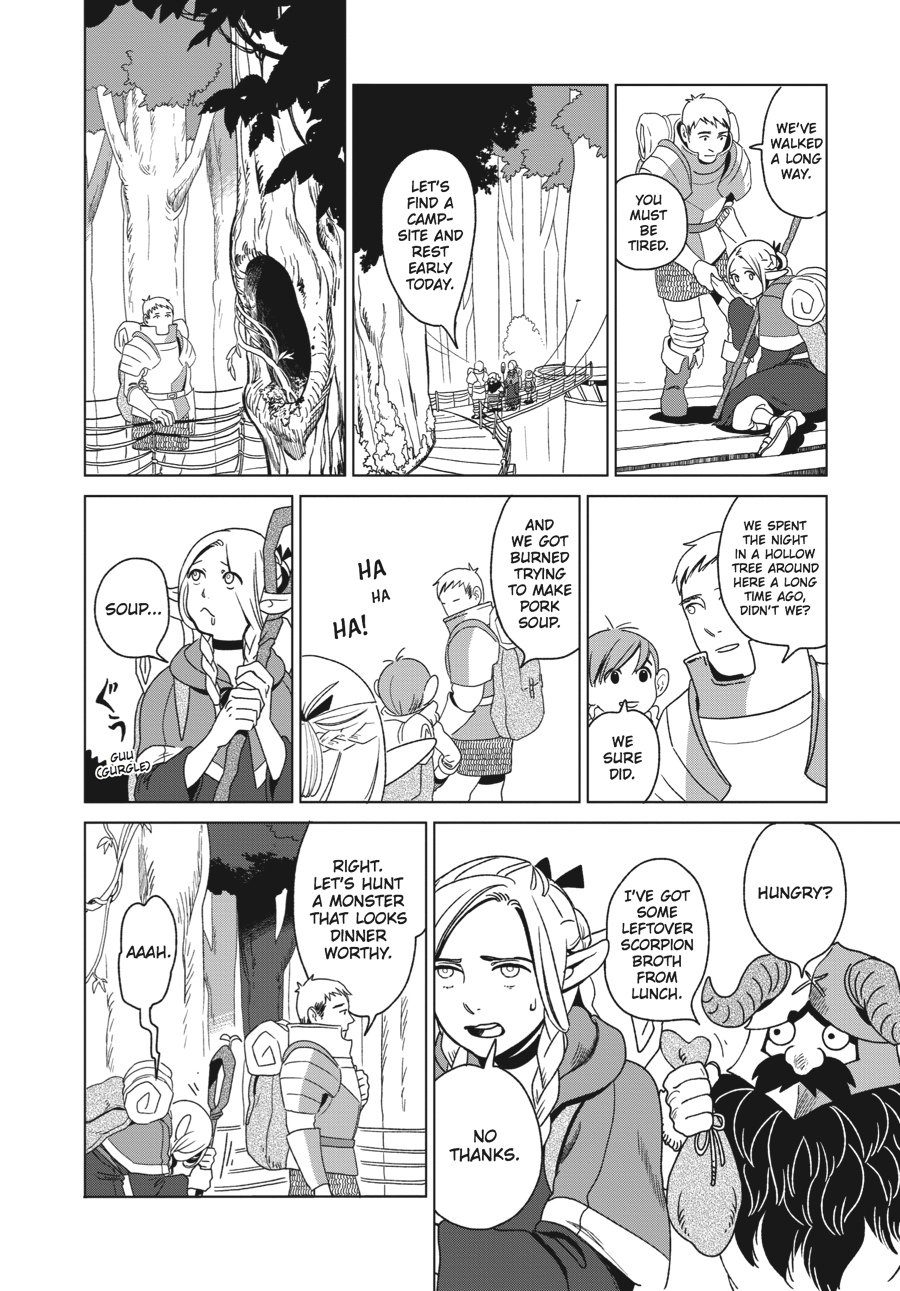 WE'VE
WALKED
A LONG
WAY.
YOU
MUST
BE
TIRED.
LET'S
FIND A
CAMP-
SITE AND
REST
EARLY
TODAY.
WE SPENT
THE NIGHT
IN A HOLLOW
TREE AROUND
HERE A LONG
TIME AGO,
DIDN'T WE?
WE
SURE
DID.
AND
WE GOT
BURNED
TRYING
TO MAKE
PORK
SOUP.
HA
HA
HA!
SOUP...
ぐうっ
GUU
(GURGLE)
HUNGRY?
I'VE GOT
SOME
LEFTOVER
SCORPION
BROTH
FROM
LUNCH.
NO
THANKS.
RIGHT.
LET'S HUNT
A MONSTER
THAT LOOKS
DINNER
WORTHY.
AAAH.